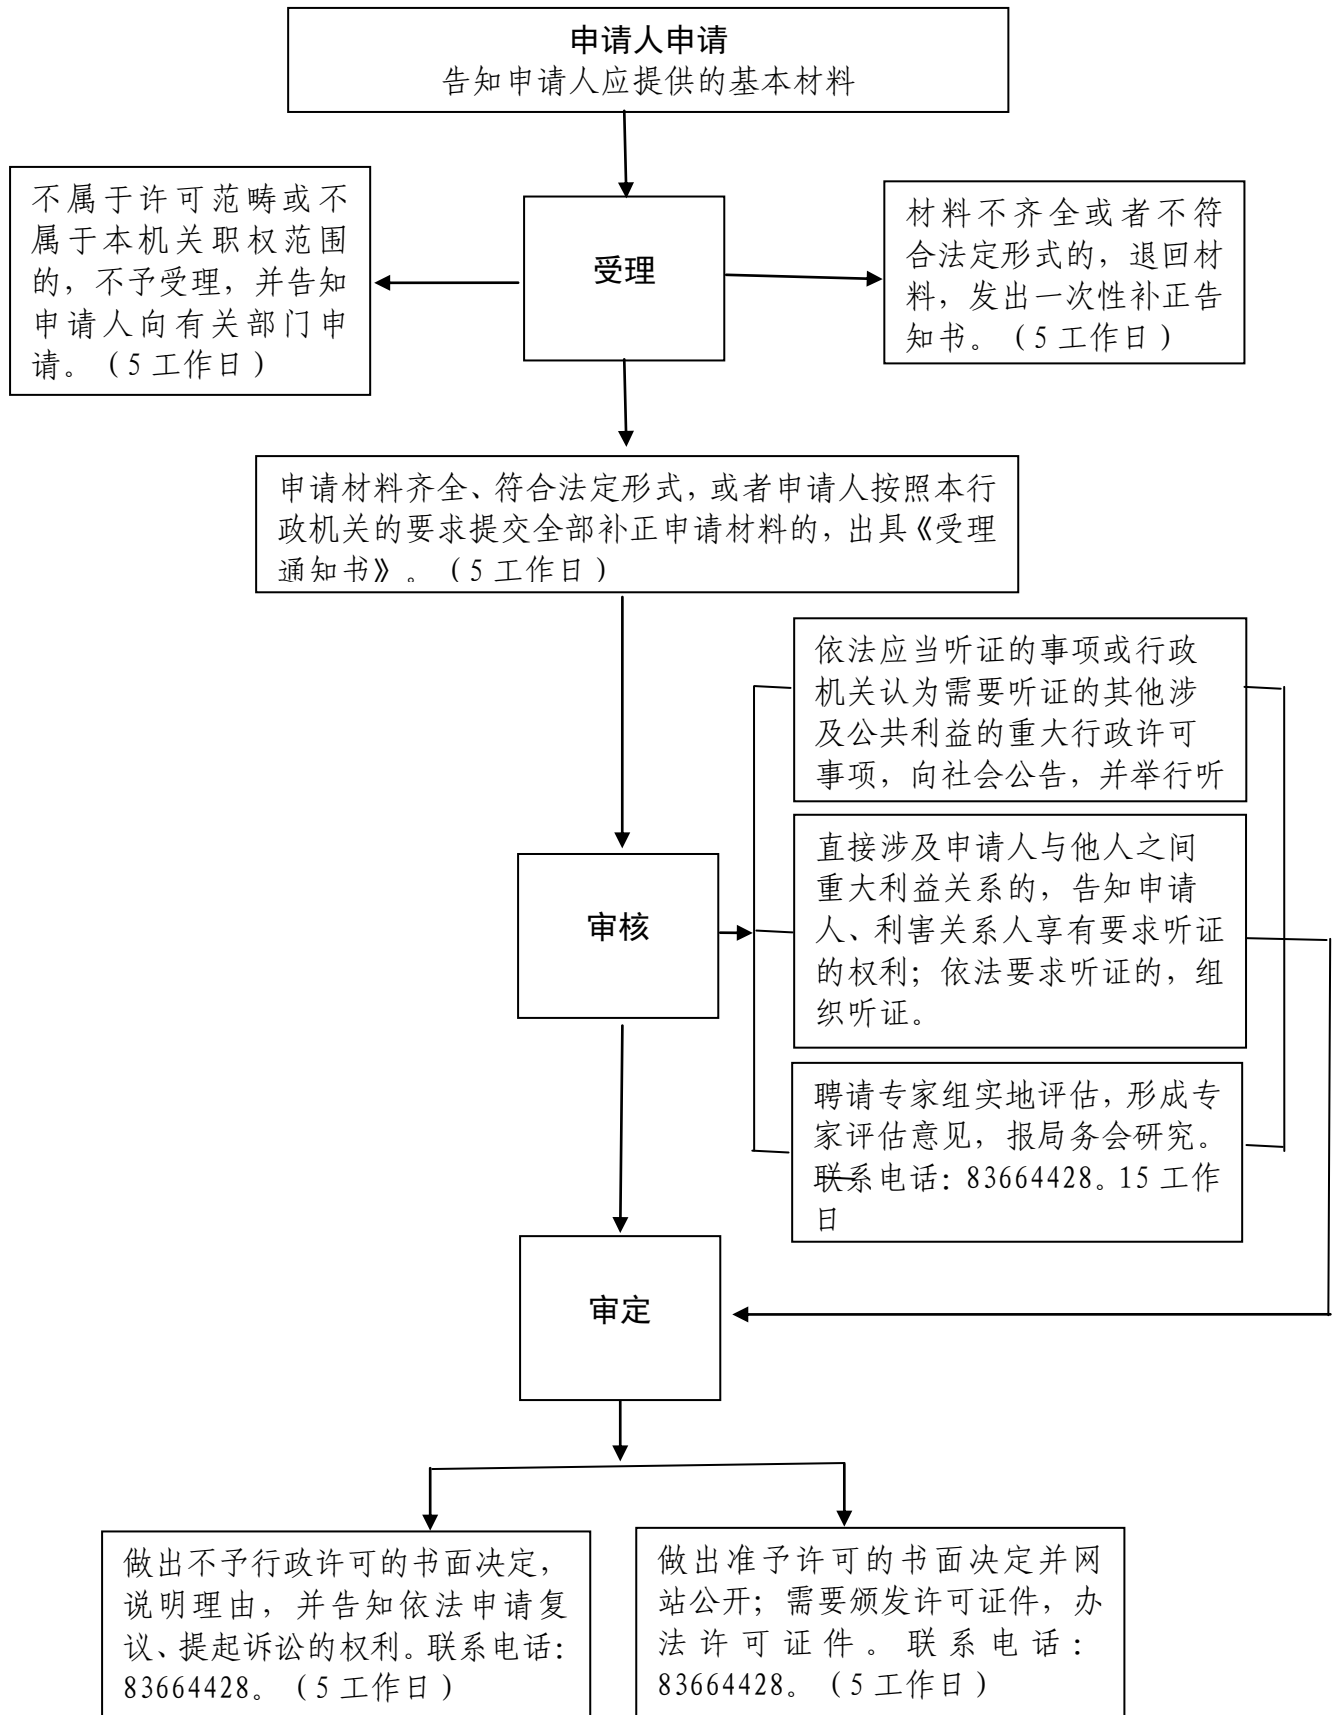 申请人申请
告知申请人应提供的基本材料
不属于许可范畴或不
属于本机关职权范围
的，不予受理，并告知
申请人向有关部门申
请。（5工作日）
受理
材料不齐全或者不符
合法定形式的，退回材
料，发出一次性补正告
知书。（5工作日）
申请材料齐全、符合法定形式，或者申请人按照本行
政机关的要求提交全部补正申请材料的，出具《受理
通知书》。（5工作日）
依法应当听证的事项或行政
机关认为需要听证的其他涉
及公共利益的重大行政许可
事项，向社会公告，并举行听
审核
直接涉及申请人与他人之间
重大利益关系的，告知申请
人、利害关系人享有要求听证
的权利；依法要求听证的，组
织听证。
聘请专家组实地评估，形成专
家评估意见，报局务会研究。
联系电话：83664428。15工作
日
审定
做出不予行政许可的书面决定，
说明理由，并告知依法申请复
议、提起诉讼的权利。联系电话：
83664428。（5工作日）
做出准予许可的书面决定并网
站公开；需要颁发许可证件，办
法许可证件。联系电话：
83664428。（5工作日）